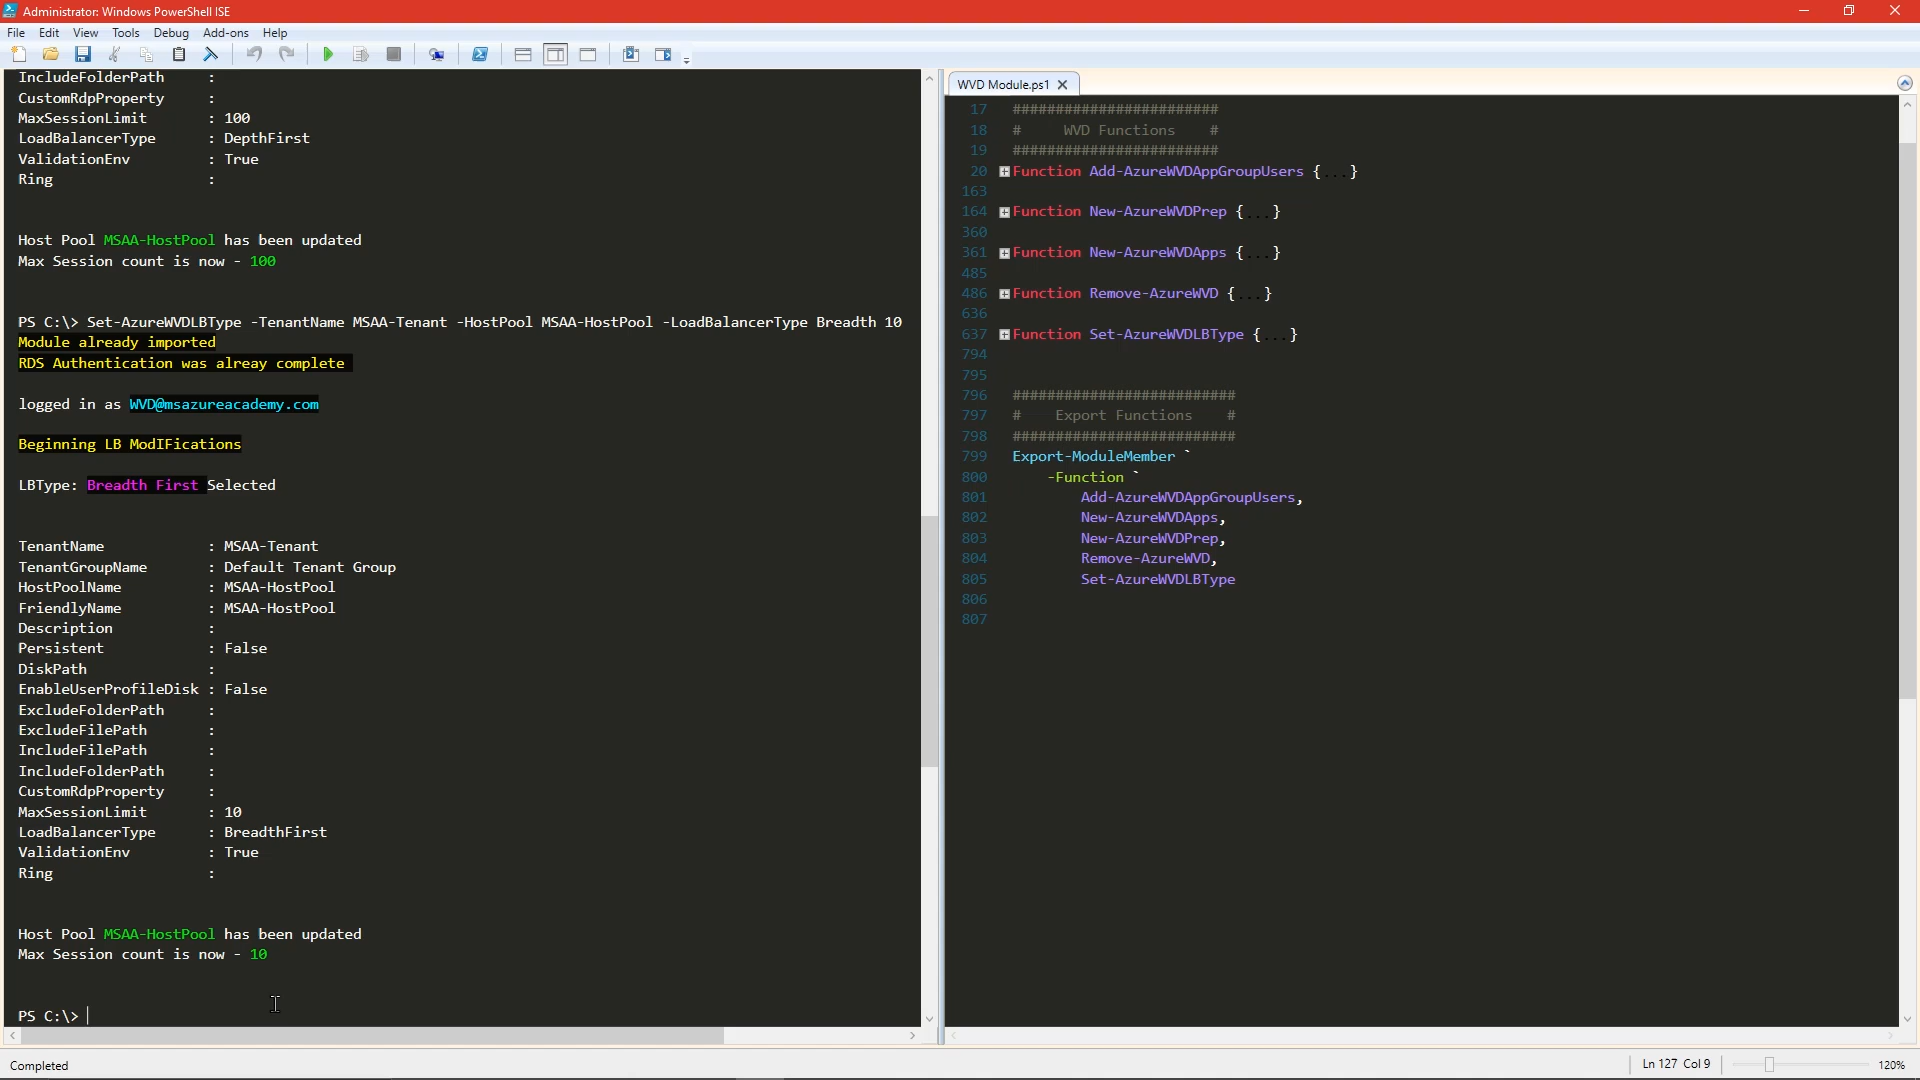 Administrator: Windows PowerShell ISE
File Edit View Tools Debug Add-ons Help
IncludeFolderPath :
CustomRdpProperty :
MaxSessionLimit : 100
LoadBalancerType : DepthFirst
ValidationEnv : True
Ring :
Host Pool MSAA-HostPool has been updated
Max Session count is now - 100
PS C:\> Set-AzureWVDLBType -TenantName MSAA-Tenant -HostPool MSAA-HostPool -LoadBalancerType Breadth 10
Module already imported
RDS Authentication was alreay complete
logged in as WVD@msazureacademy.com
Beginning LB ModIFications
LBType: Breadth First Selected
TenantName : MSAA-Tenant
TenantGroupName : Default Tenant Group
HostPoolName : MSAA-HostPool
FriendlyName : MSAA-HostPool
Description :
Persistent : False
DiskPath :
EnableUserProfileDisk : False
ExcludeFolderPath :
ExcludeFilePath :
IncludeFilePath :
IncludeFolderPath :
CustomRdpProperty :
MaxSessionLimit : 10
LoadBalancerType : BreadthFirst
ValidationEnv : True
Ring :
Host Pool MSAA-HostPool has been updated
Max Session count is now - 10
PS C:\>
WVD Module.ps1
17 ########################
18 # WVD Functions #
19 ########################
20 Function Add-AzureWVDAppGroupUsers {...}
163
164 Function New-AzureWVDPrep {...}
360
361 Function New-AzureWVDApps {...}
485
486 Function Remove-AzureWVD {...}
636
637 Function Set-AzureWVDLBType {...}
794
795
796 ##########################
797 # Export Functions #
798 ##########################
799 Export-ModuleMember `
800 -Function `
801 Add-AzureWVDAppGroupUsers,
802 New-AzureWVDApps,
803 New-AzureWVDPrep,
804 Remove-AzureWVD,
805 Set-AzureWVDLBType
806
807
Completed
Ln 127 Col 9
120%